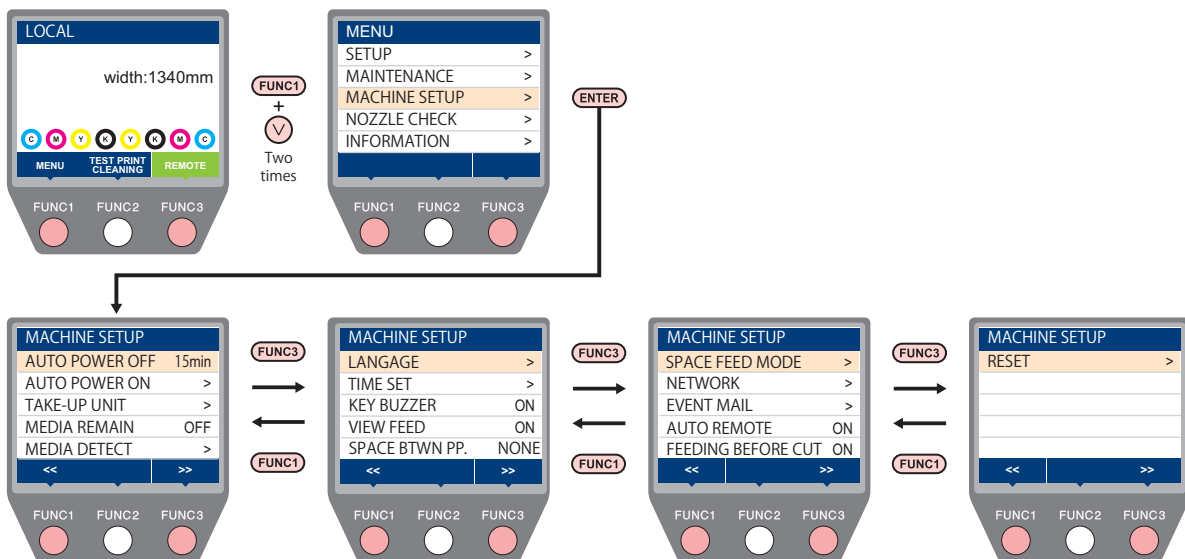 LOCAL
width:1340mm
C M Y K Y K M C
MENU TEST PRINT CLEANING REMOTE
FUNC1 FUNC2 FUNC3
FUNC1
+
Two
times
MENU
SETUP >
MAINTENANCE >
MACHINE SETUP >
NOZZLE CHECK >
INFORMATION >
FUNC1 FUNC2 FUNC3
ENTER
MACHINE SETUP
AUTO POWER OFF 15min
AUTO POWER ON >
TAKE-UP UNIT >
MEDIA REMAIN OFF
MEDIA DETECT >
<< >>
FUNC1 FUNC2 FUNC3
FUNC3
FUNC1
MACHINE SETUP
LANGAGE >
TIME SET >
KEY BUZZER ON
VIEW FEED ON
SPACE BTWN PP. NONE
<< >>
FUNC1 FUNC2 FUNC3
FUNC3
FUNC1
MACHINE SETUP
SPACE FEED MODE >
NETWORK >
EVENT MAIL >
AUTO REMOTE ON
FEEDING BEFORE CUT ON
<< >>
FUNC1 FUNC2 FUNC3
FUNC3
FUNC1
MACHINE SETUP
RESET >
<< >>
FUNC1 FUNC2 FUNC3